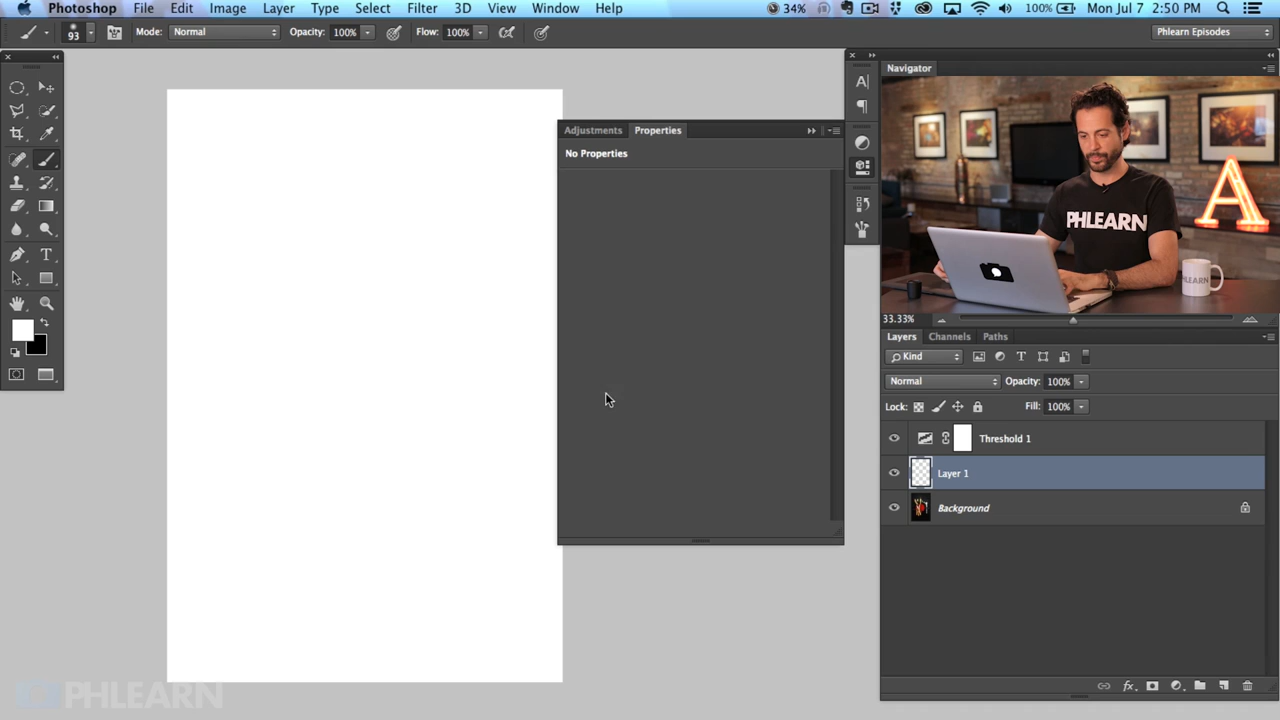 Photoshop File Edit Image Layer Type Select Filter 3D View Window Help 34% 100% Mon Jul 7 2:50 PM
93 Mode: Normal Opacity: 100% Flow: 100% Phlearn Episodes
Navigator
Adjustments Properties
No Properties
PHLEARN
A
PHLEARN
33.33%
Layers Channels Paths
Kind
Normal Opacity: 100%
Lock: Fill: 100%
Threshold 1
Layer 1
Background
fx
PHLEARN